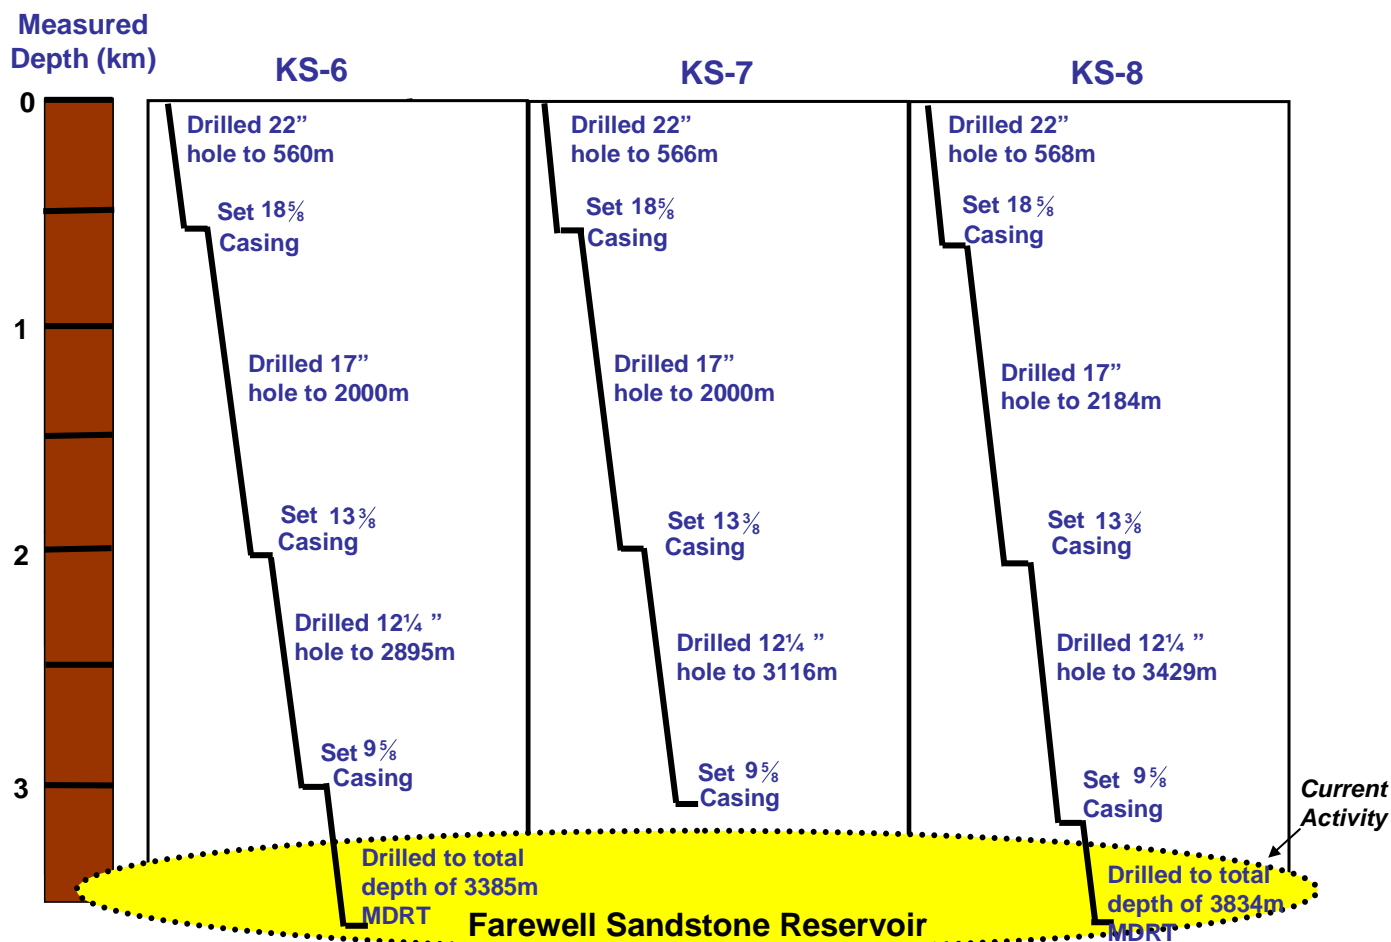 Measured
Depth (km)
KS-6
KS-7
KS-8
0
1
2
3
Drilled 22”
hole to 560m
Set 18⅝
Casing
Drilled 17”
hole to 2000m
Set 13⅜
Casing
Drilled 12¼ ”
hole to 2895m
Set 9⅝
Casing
Drilled to total
depth of 3385m
MDRT
Drilled 22”
hole to 566m
Set 18⅝
Casing
Drilled 17”
hole to 2000m
Set 13⅜
Casing
Drilled 12¼ ”
hole to 3116m
Set 9⅝
Casing
Drilled 22”
hole to 568m
Set 18⅝
Casing
Drilled 17”
hole to 2184m
Set 13⅜
Casing
Drilled 12¼ ”
hole to 3429m
Set 9⅝
Casing
Drilled to total
depth of 3834m
MDRT
Current
Activity
Farewell Sandstone Reservoir